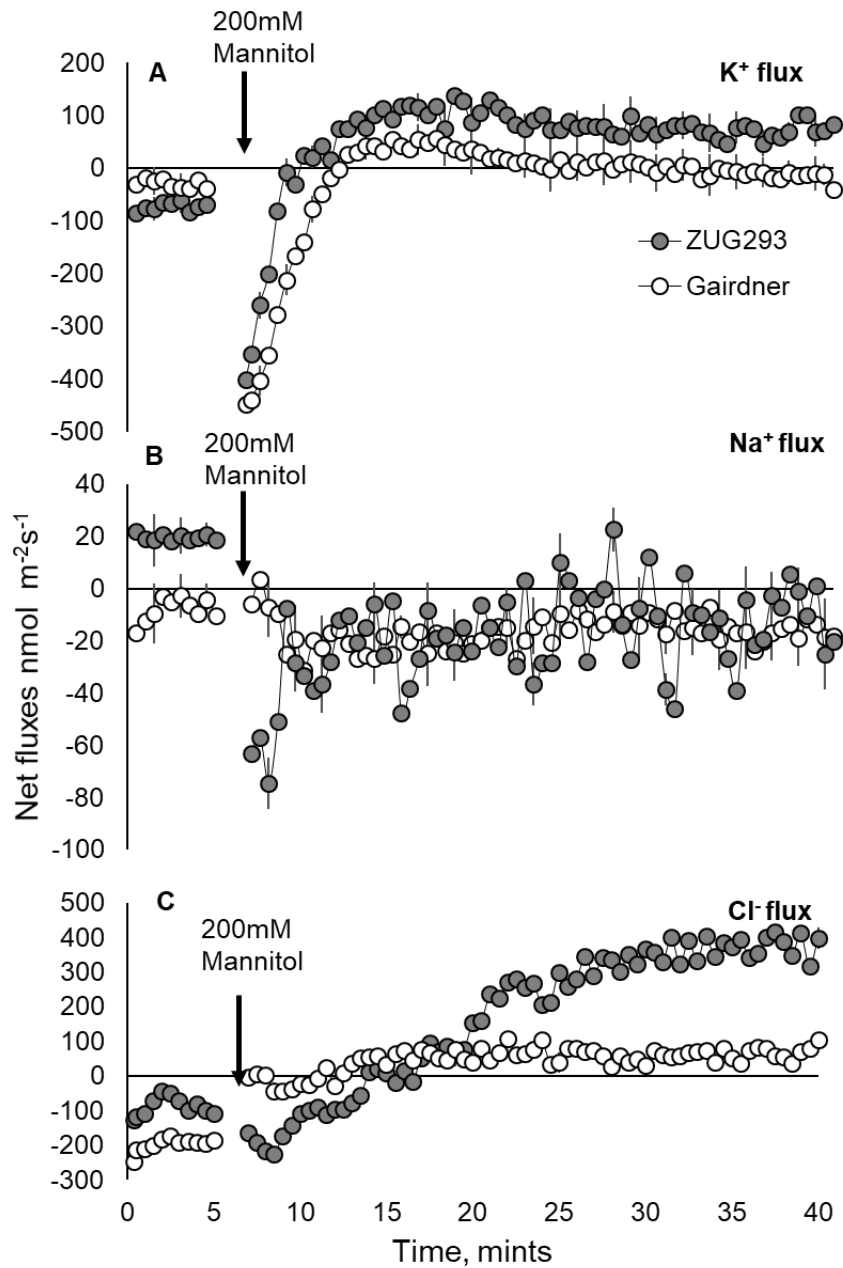 200mM
Mannitol
A
K⁺ flux
200
100
0
-100
-200
-300
-400
-500
ZUG293
Gairdner
200mM
Mannitol
B
Na⁺ flux
40
20
0
-20
-40
-60
-80
-100
Net fluxes nmol m⁻²s⁻¹
C
Cl⁻ flux
200mM
Mannitol
500
400
300
200
100
0
-100
-200
-300
0 5 10 15 20 25 30 35 40
Time, mints